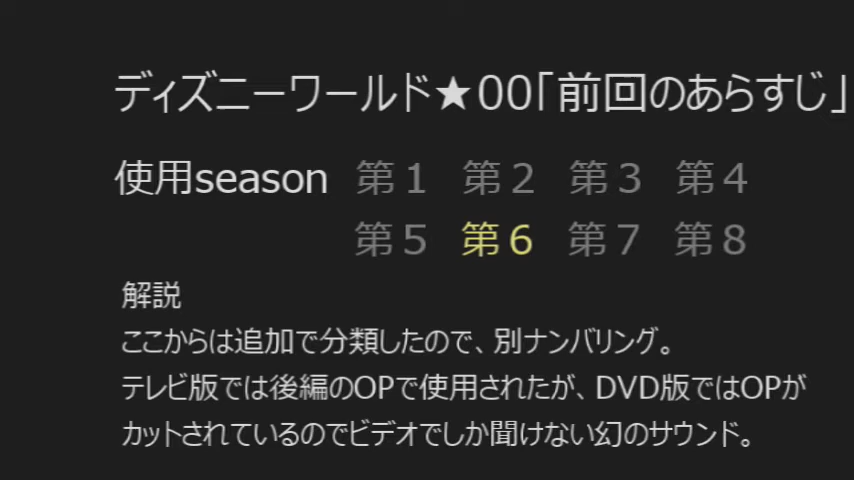 ディズニーワールド★00「前回のあらすじ」
使用season 第1 第2 第3 第4
第5 第6 第7 第8
解説
ここからは追加で分類したので、別ナンバリング。
テレビ版では後編のOPで使用されたが、DVD版ではOPが
カットされているのでビデオでしか聞けない幻のサウンド。